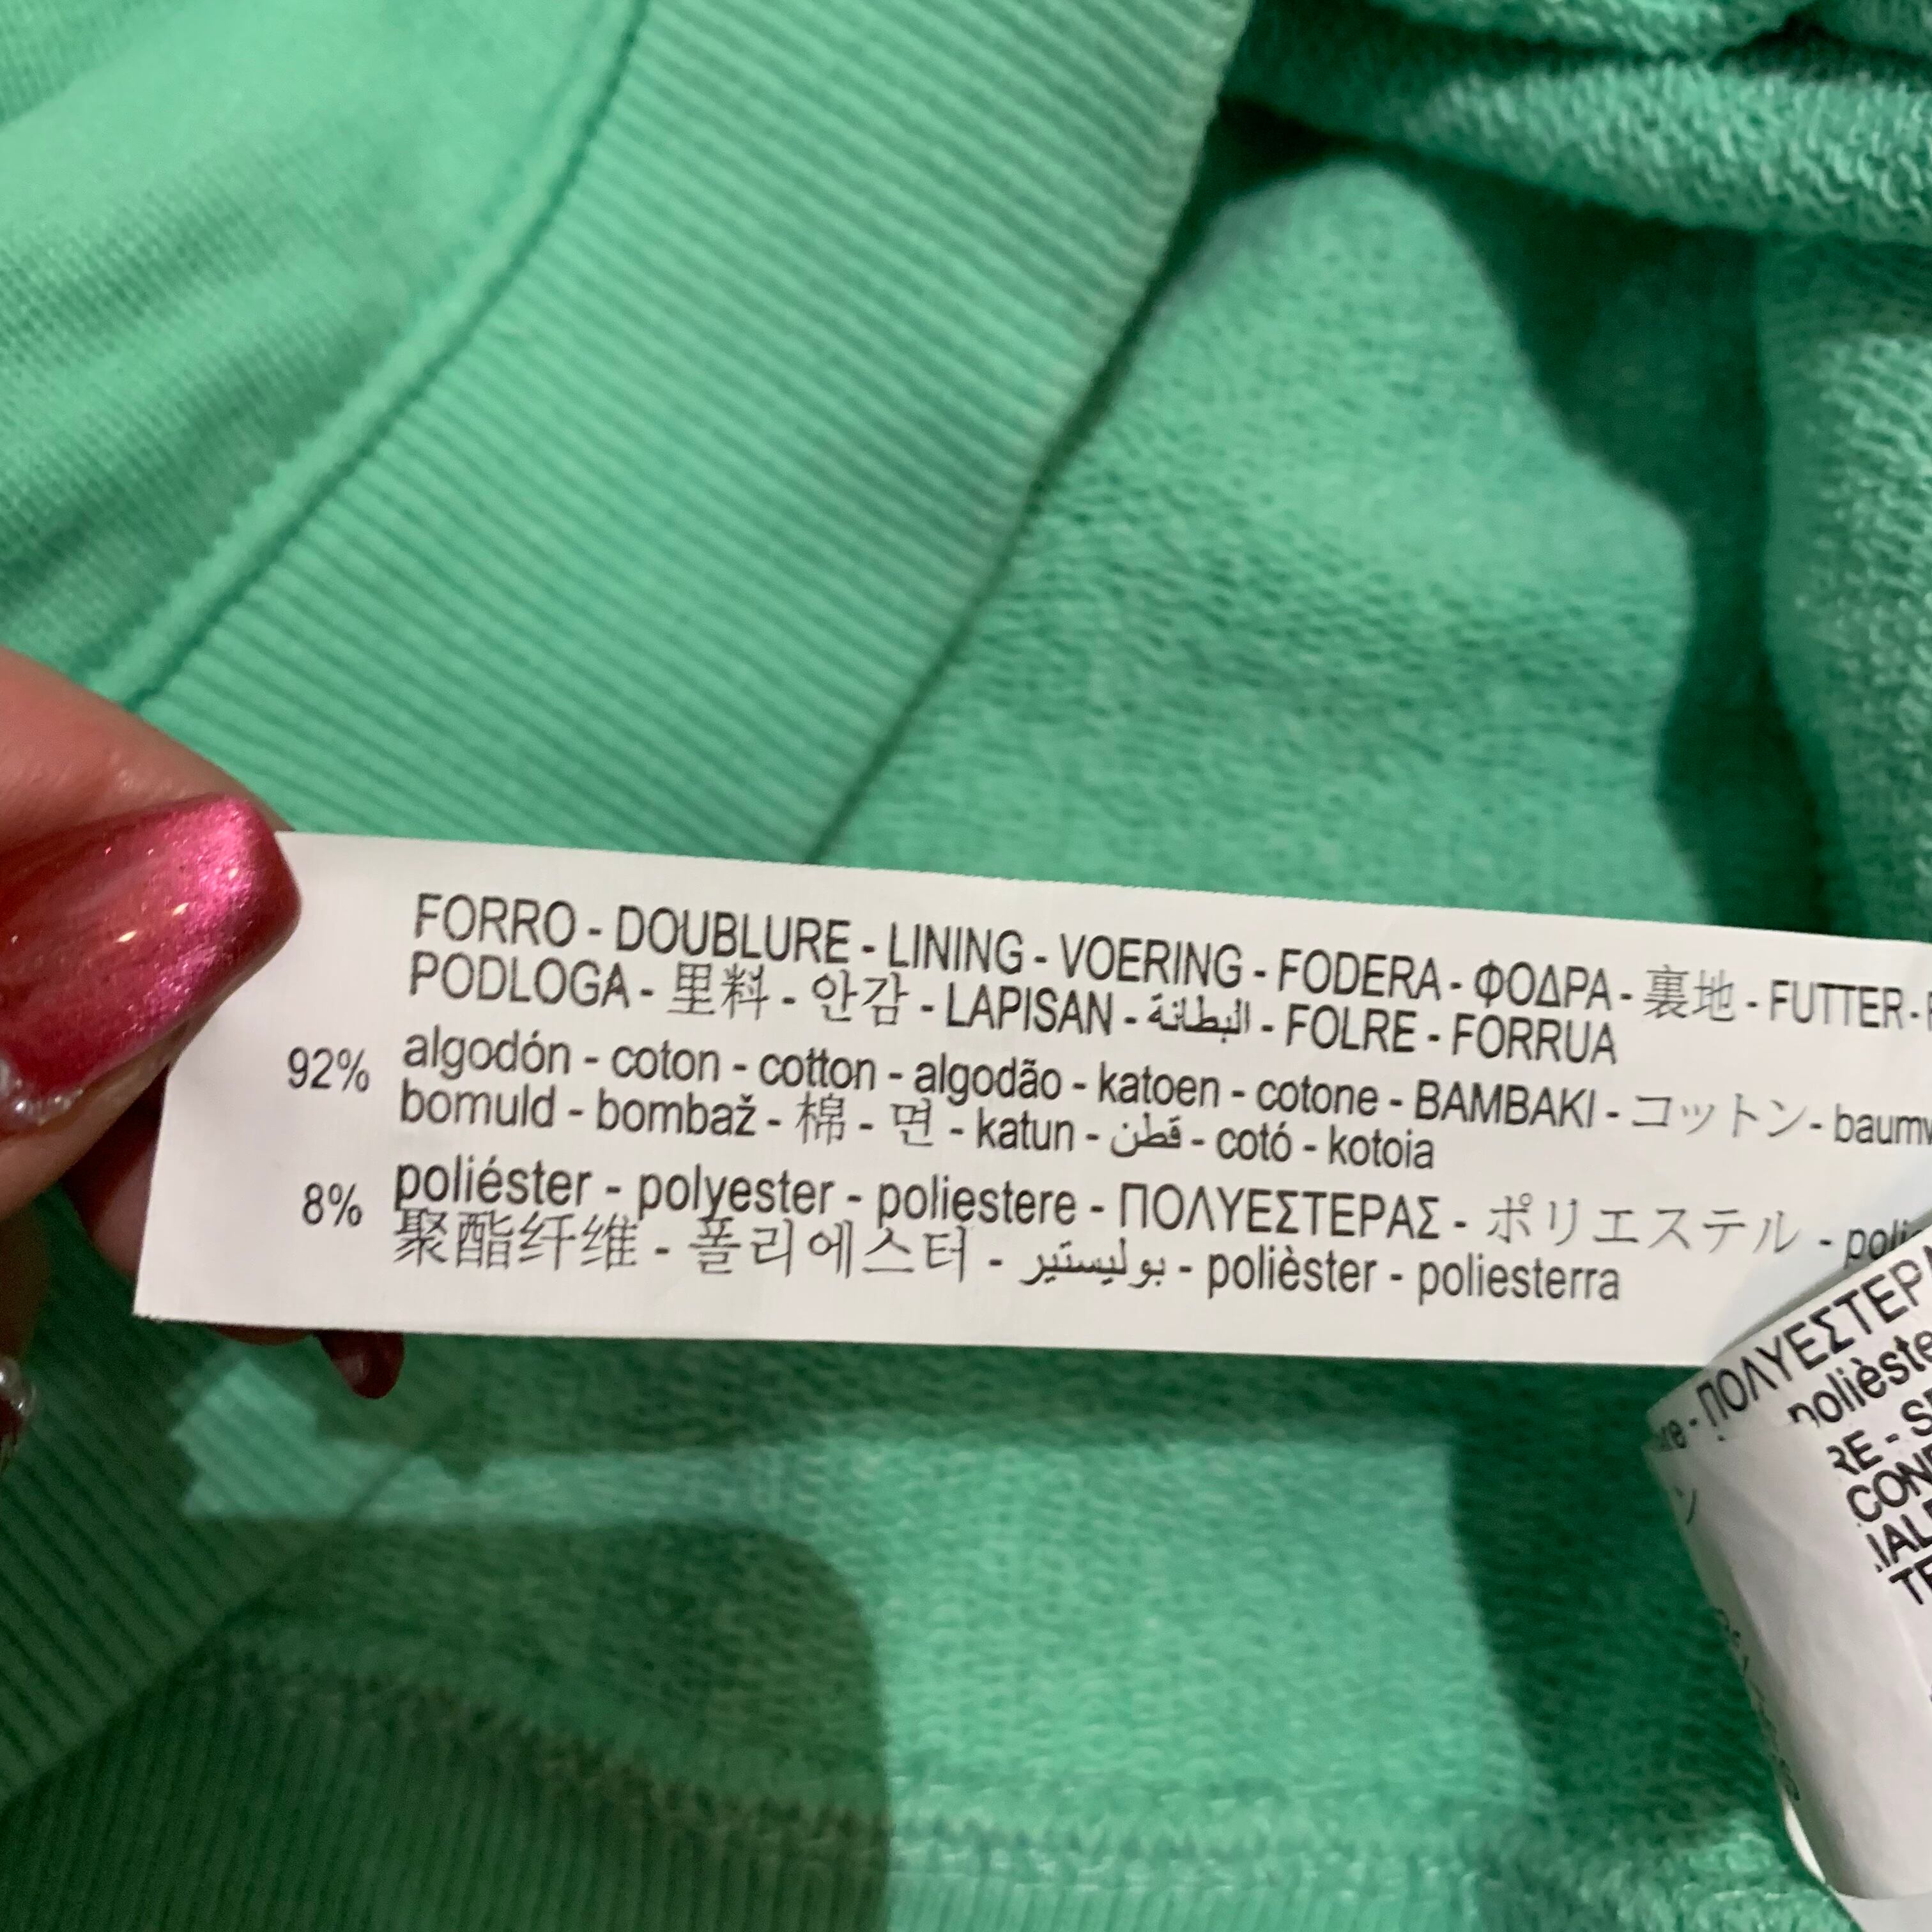 FORRO - DOUBLURE - LINING - VOERING - FODERA - ΦΟΔΡΑ - 裏地 - FUTTER -
PODLOGA - 里料 - 안감 - LAPISAN - البطانة - FOLRE - FORRUA
92% algodón - coton - cotton - algodão - katoen - cotone - BAMBAKI - コットン -
bomuld - bombaž - 棉 - 면 - katun - قطن - cotó - kotoia
8% poliéster - polyester - poliestere - ΠΟΛΥΕΣΤΕΡΑΣ - ポリエステル -
聚酯纤维 - 폴리에스터 - بوليستير - polièster - poliesterra